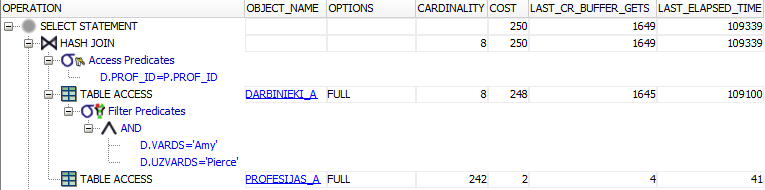 OPERATION OBJECT_NAME OPTIONS CARDINALITY COST LAST_CR_BUFFER_GETS LAST_ELAPSED_TIME
SELECT STATEMENT 250 1649 109339
HASH JOIN 8 250 1649 109339
Access Predicates
D.PROF_ID=P.PROF_ID
TABLE ACCESS DARBINIEKI_A FULL 8 248 1645 109100
Filter Predicates
AND
D.VARDS='Amy'
D.UZVARDS='Pierce'
TABLE ACCESS PROFESIJAS_A FULL 242 2 4 41